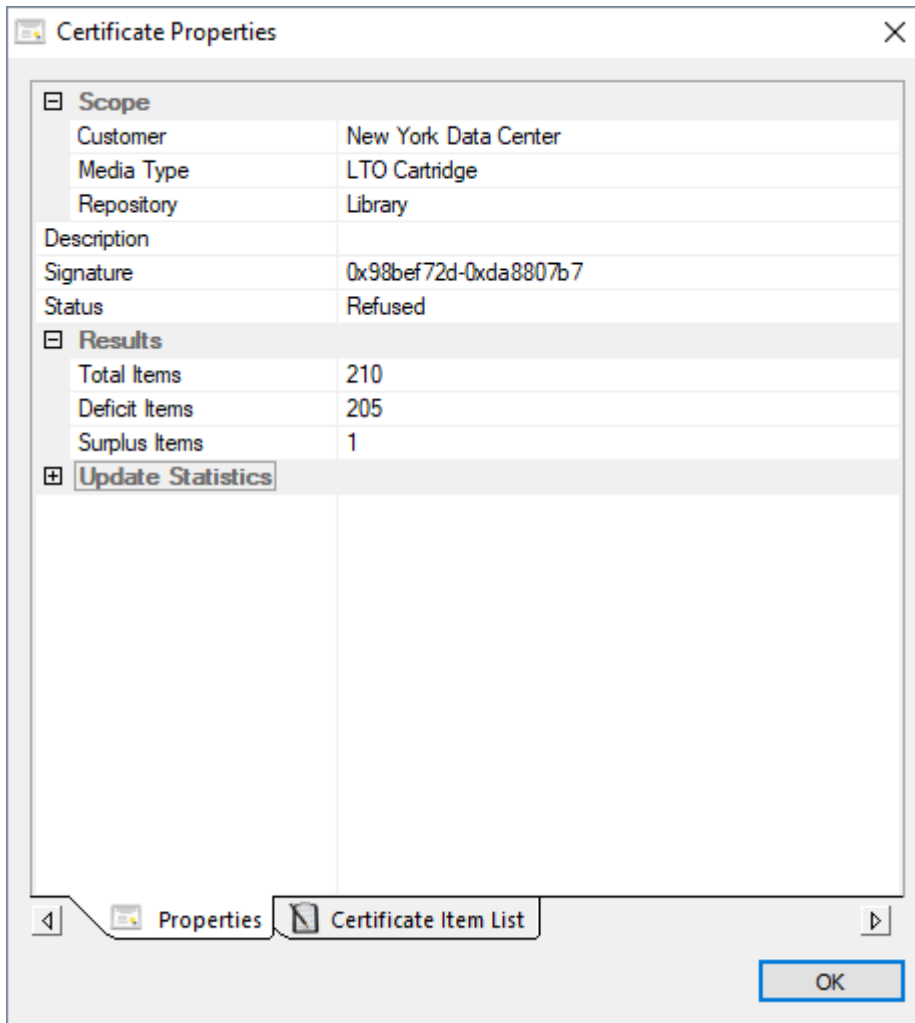 Certificate Properties
Scope
Customer New York Data Center
Media Type LTO Cartridge
Repository Library
Description
Signature 0x98bef72d-0xda8807b7
Status Refused
Results
Total Items 210
Deficit Items 205
Surplus Items 1
Update Statistics
Properties Certificate Item List
OK